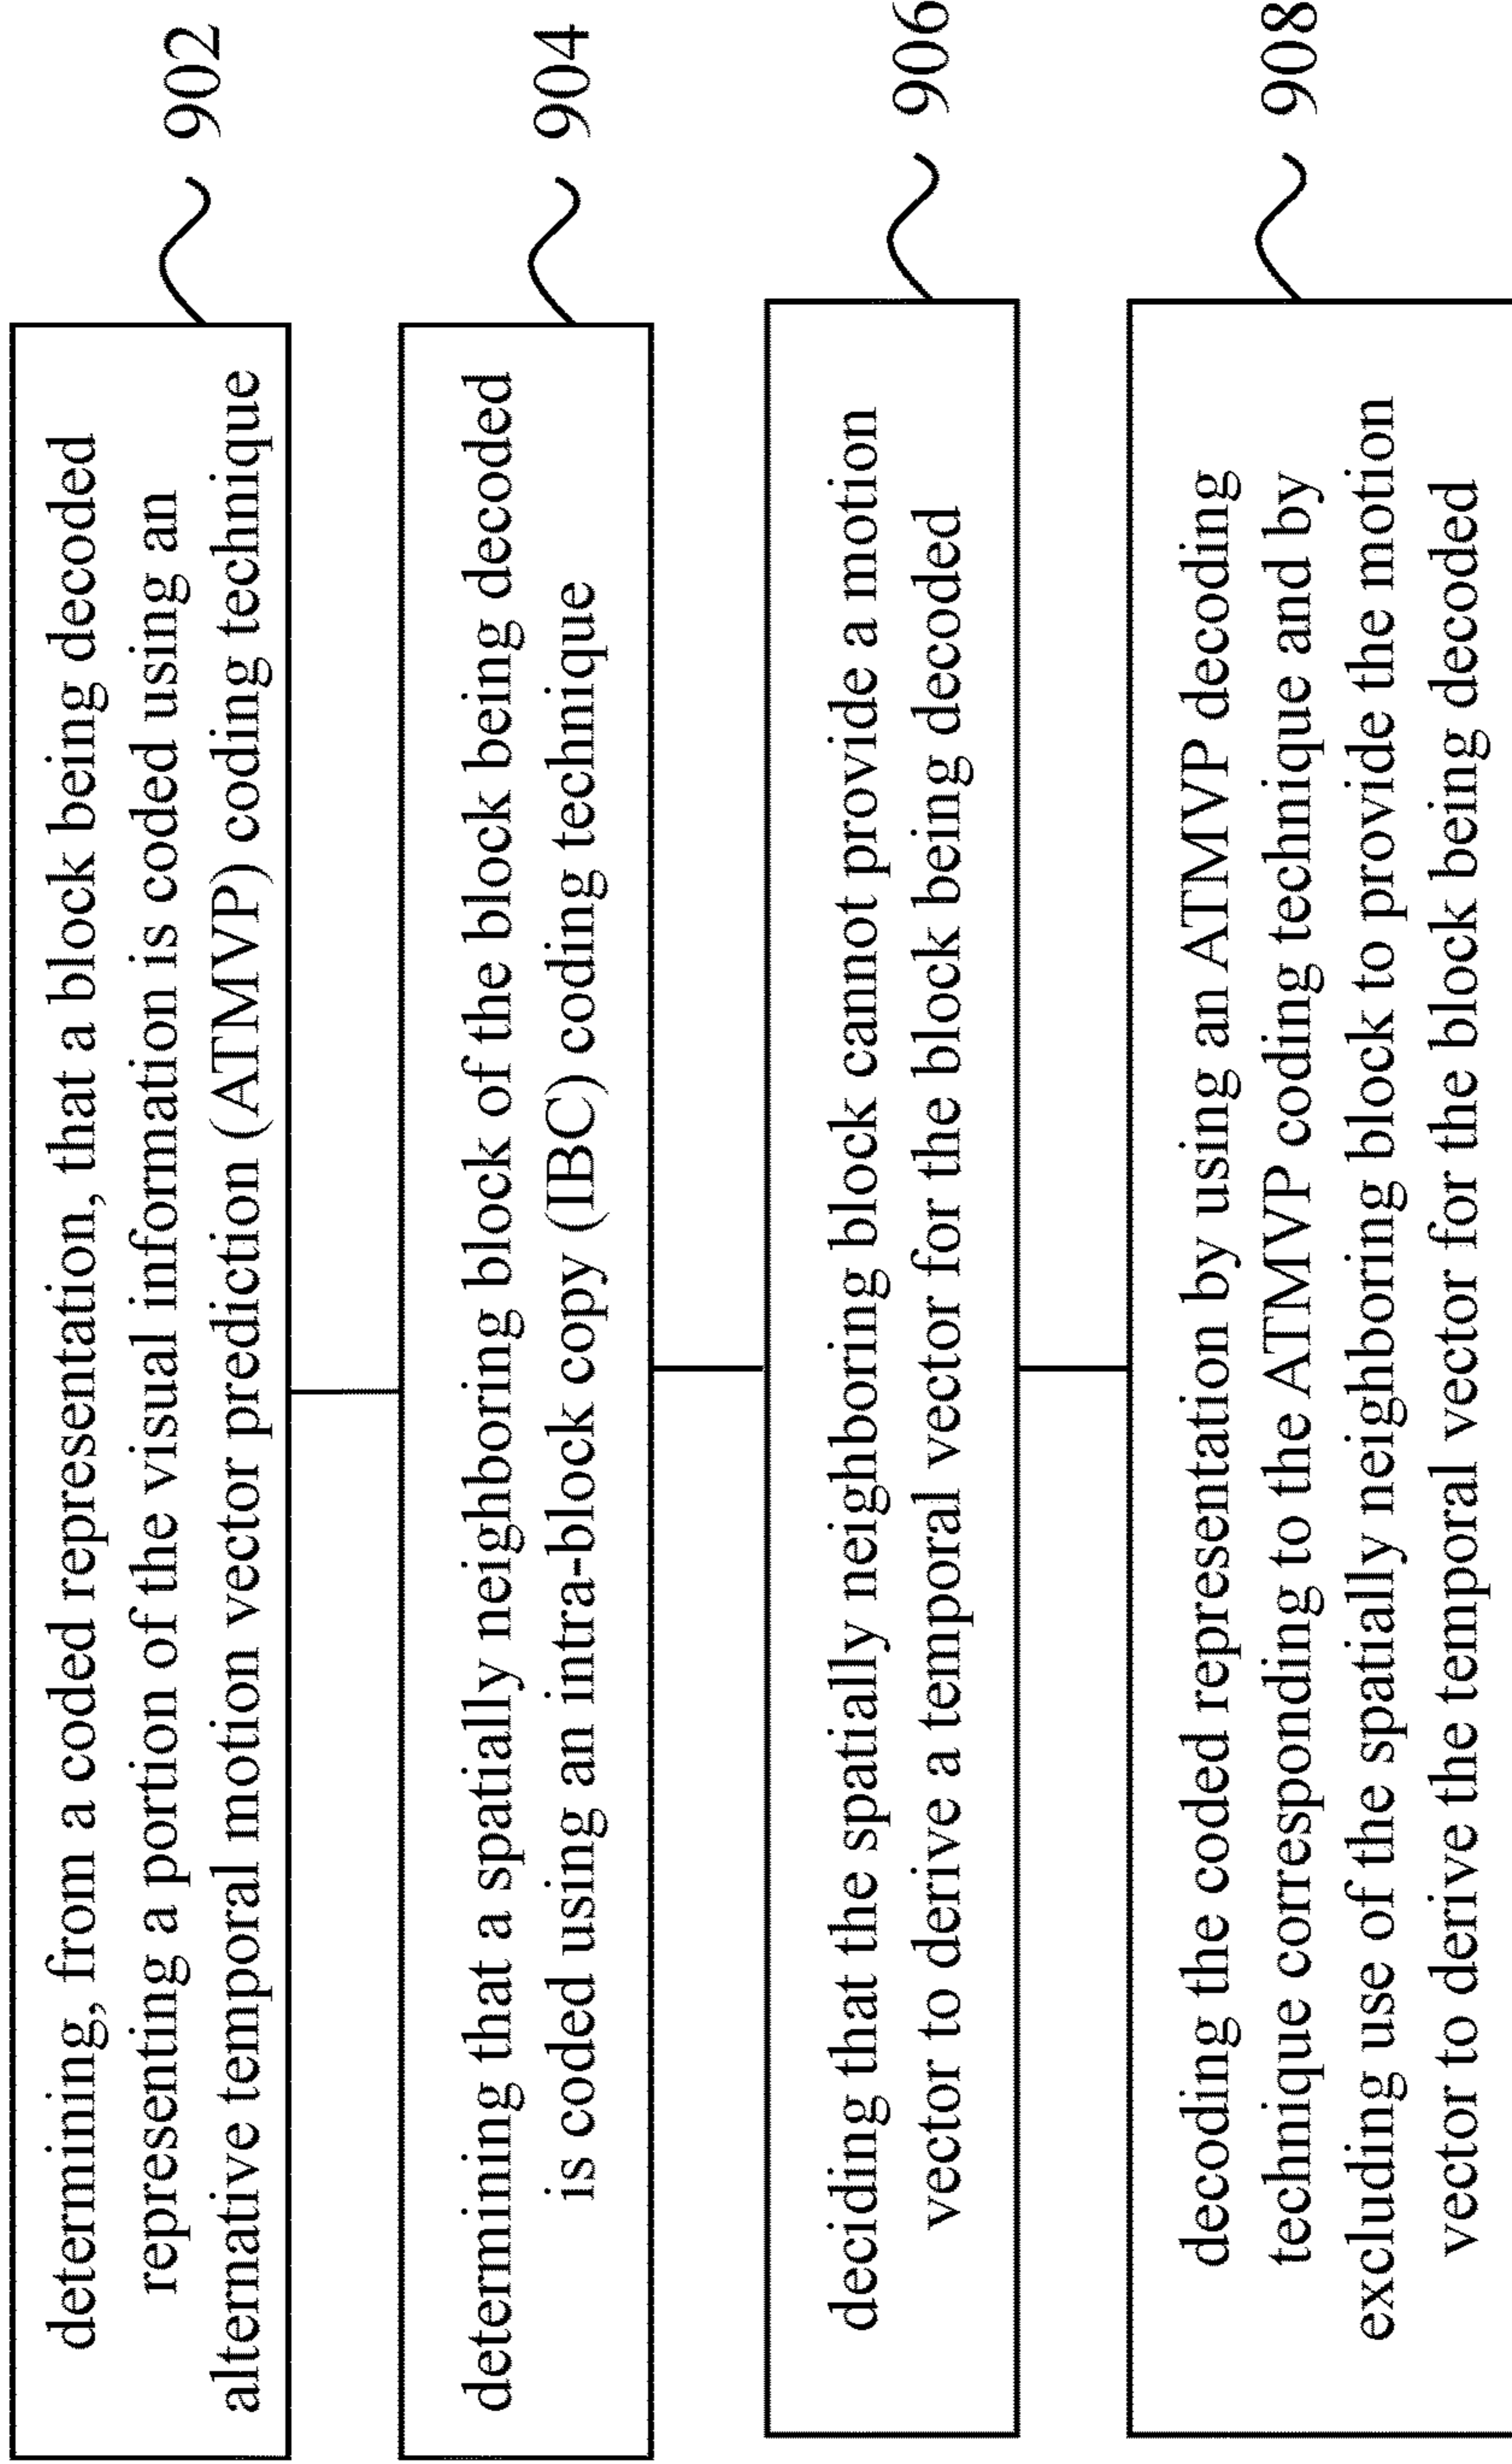 determining, from a coded representation, that a block being decoded
representing a portion of the visual information is coded using an
alternative temporal motion vector prediction (ATMVP) coding technique
902
determining that a spatially neighboring block of the block being decoded
is coded using an intra-block copy (IBC) coding technique
904
deciding that the spatially neighboring block cannot provide a motion
vector to derive a temporal vector for the block being decoded
906
decoding the coded representation by using an ATMVP decoding
technique corresponding to the ATMVP coding technique and by
excluding use of the spatially neighboring block to provide the motion
vector to derive the temporal vector for the block being decoded
908